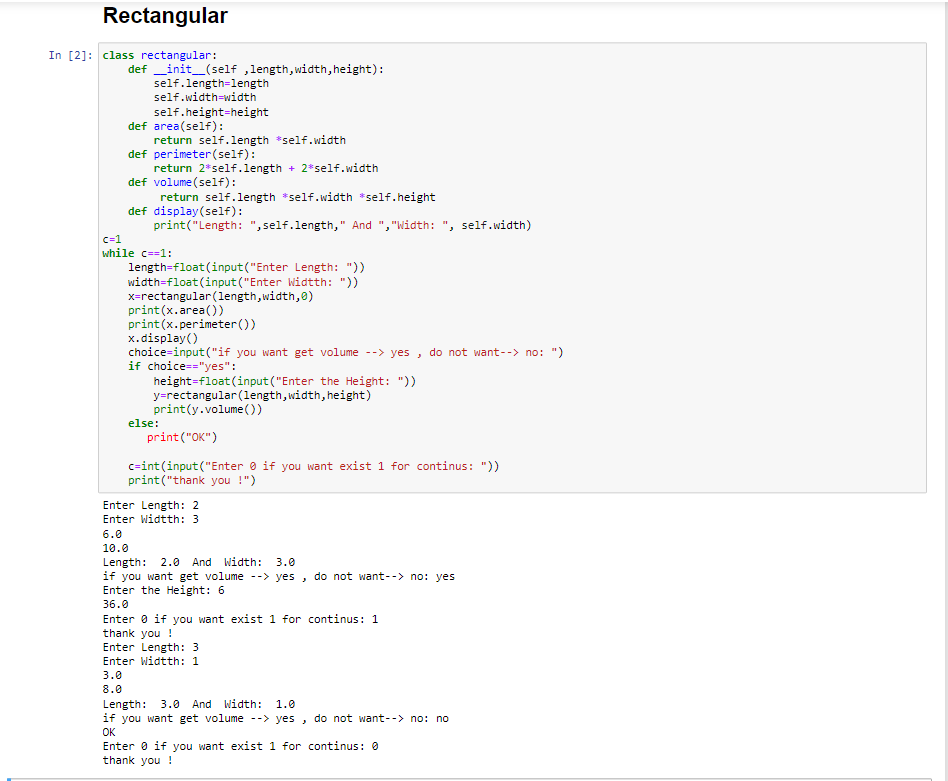 Rectangular
In [2]: class rectangular:
    def __init__(self ,length,width,height):
        self.length=length
        self.width=width
        self.height=height
    def area(self):
        return self.length *self.width
    def perimeter(self):
        return 2*self.length + 2*self.width
    def volume(self):
         return self.length *self.width *self.height
    def display(self):
        print("Length: ",self.length," And ","Width: ", self.width)
c=1
while c==1:
    length=float(input("Enter Length: "))
    width=float(input("Enter Widtth: "))
    x=rectangular(length,width,0)
    print(x.area())
    print(x.perimeter())
    x.display()
    choice=input("if you want get volume --> yes , do not want--> no: ")
    if choice=="yes":
        height=float(input("Enter the Height: "))
        y=rectangular(length,width,height)
        print(y.volume())
    else:
       print("OK")
    c=int(input("Enter 0 if you want exist 1 for continus: "))
    print("thank you !")
Enter Length: 2
Enter Widtth: 3
6.0
10.0
Length:  2.0  And  Width:  3.0
if you want get volume --> yes , do not want--> no: yes
Enter the Height: 6
36.0
Enter 0 if you want exist 1 for continus: 1
thank you !
Enter Length: 3
Enter Widtth: 1
3.0
8.0
Length:  3.0  And  Width:  1.0
if you want get volume --> yes , do not want--> no: no
OK
Enter 0 if you want exist 1 for continus: 0
thank you !